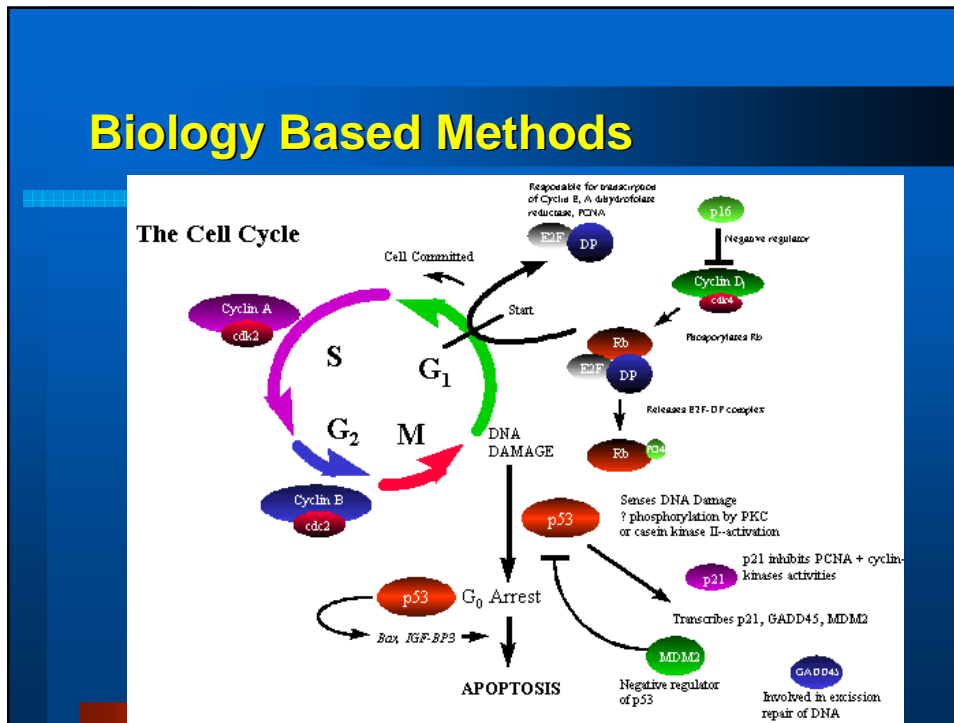 Biology Based Methods
The Cell Cycle
Responsible for transcription
of Cyclin E, A dihydrofolate
reductase, PCNA
E2F
DP
p16
Negative regulator
Cell Committed
Cyclin D1
cdk4
Start
Phosporylates Rb
Cyclin A
cdk2
S
G1
Rb
E2F
DP
Releases E2F-DP complex
G2
M
DNA
DAMAGE
Rb
PO4
Cyclin B
cdc2
Senses DNA Damage
? phosphorylation by PKC
or casein kinase II--activation
p53
p21 inhibits PCNA + cyclin-
kinases activities
p21
p53
G0 Arrest
Transcribes p21, GADD45, MDM2
Bax, IGF-BP3
MDM2
GADD45
APOPTOSIS
Negative regulator
of p53
Involved in excission
repair of DNA